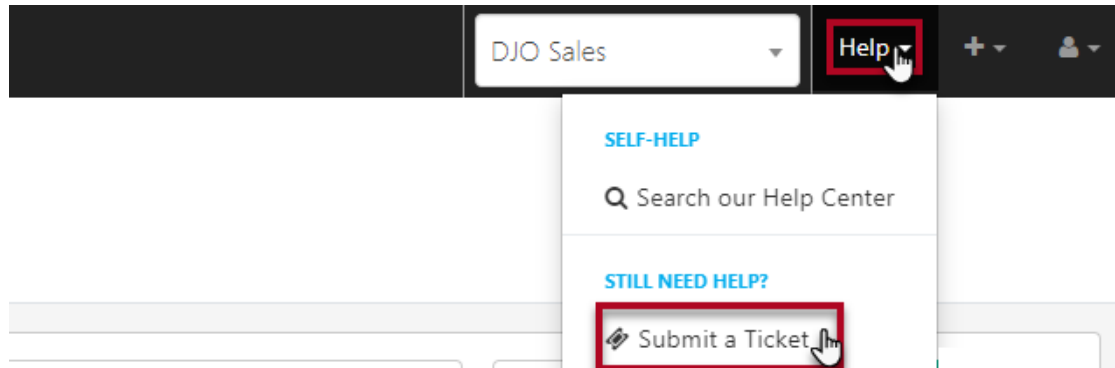 DJO Sales
Help
SELF-HELP
Search our Help Center
STILL NEED HELP?
Submit a Ticket